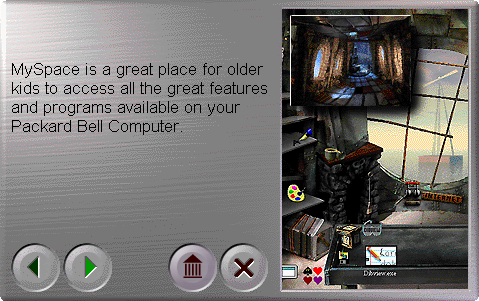 MySpace is a great place for older
kids to access all the great features
and programs available on your
Packard Bell Computer.
INTERNET
Dibview.exe